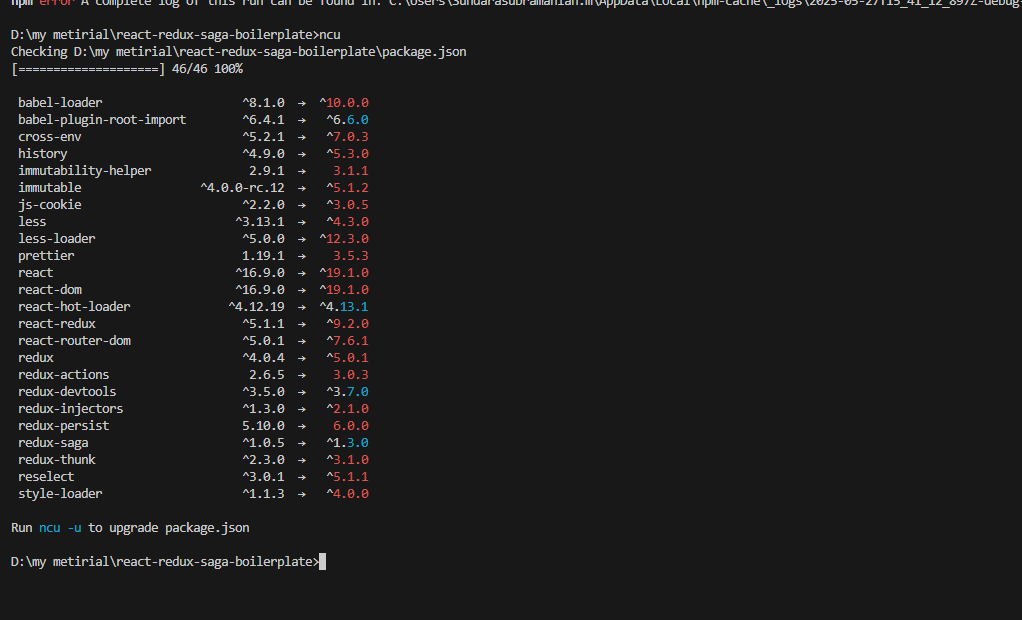 npm error A complete log of this run can be found in: C:\Users\Sundarasubramanian.m\AppData\Local\npm-cache\_logs\2025-05-27T15_41_12_897Z-debug-
D:\my metirial\react-redux-saga-boilerplate>ncu
Checking D:\my metirial\react-redux-saga-boilerplate\package.json
[====================] 46/46 100%
babel-loader ^8.1.0 → ^10.0.0
babel-plugin-root-import ^6.4.1 → ^6.6.0
cross-env ^5.2.1 → ^7.0.3
history ^4.9.0 → ^5.3.0
immutability-helper 2.9.1 → 3.1.1
immutable ^4.0.0-rc.12 → ^5.1.2
js-cookie ^2.2.0 → ^3.0.5
less ^3.13.1 → ^4.3.0
less-loader ^5.0.0 → ^12.3.0
prettier 1.19.1 → 3.5.3
react ^16.9.0 → ^19.1.0
react-dom ^16.9.0 → ^19.1.0
react-hot-loader ^4.12.19 → ^4.13.1
react-redux ^5.1.1 → ^9.2.0
react-router-dom ^5.0.1 → ^7.6.1
redux ^4.0.4 → ^5.0.1
redux-actions 2.6.5 → 3.0.3
redux-devtools ^3.5.0 → ^3.7.0
redux-injectors ^1.3.0 → ^2.1.0
redux-persist 5.10.0 → 6.0.0
redux-saga ^1.0.5 → ^1.3.0
redux-thunk ^2.3.0 → ^3.1.0
reselect ^3.0.1 → ^5.1.1
style-loader ^1.1.3 → ^4.0.0
Run ncu -u to upgrade package.json
D:\my metirial\react-redux-saga-boilerplate>